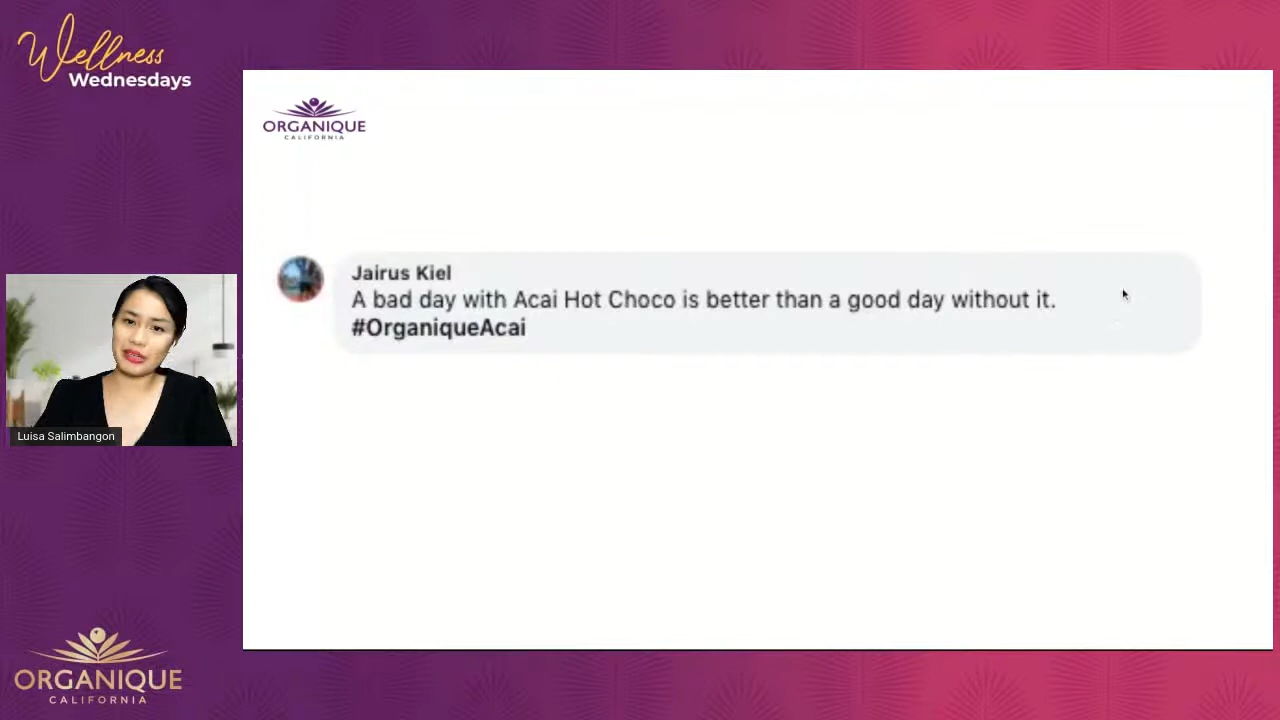 Wellness
Wednesdays
ORGANIQUE
CALIFORNIA
Jairus Kiel
A bad day with Acai Hot Choco is better than a good day without it.
#OrganiqueAcai
Luisa Salimbangon
ORGANIQUE
CALIFORNIA